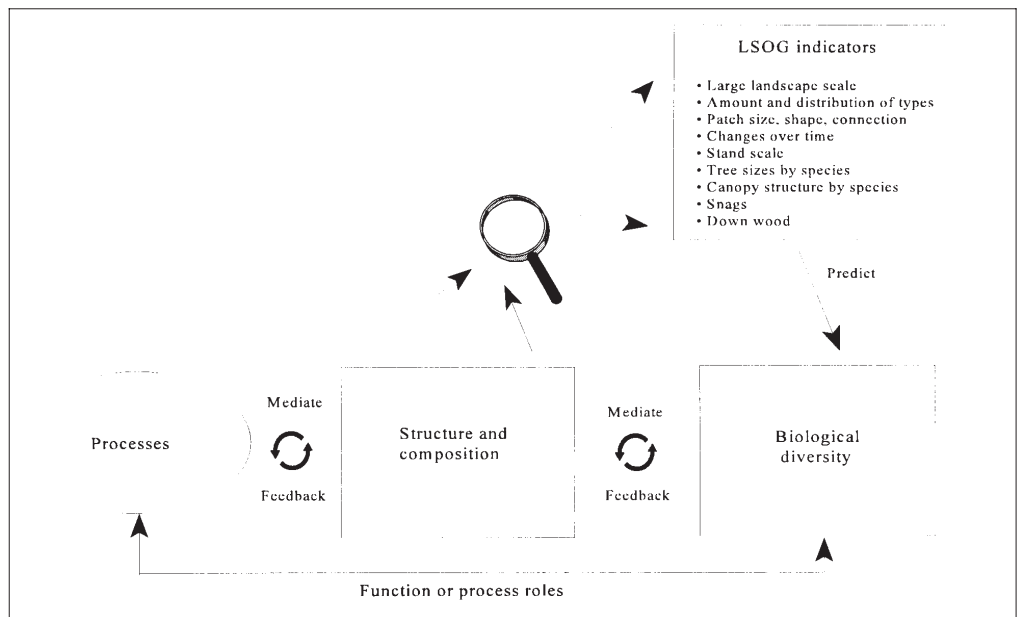 LSOG indicators
• Large landscape scale
• Amount and distribution of types
• Patch size, shape, connection
• Changes over time
• Stand scale
• Tree sizes by species
• Canopy structure by species
• Snags
• Down wood
Predict
Processes
Mediate
Feedback
Structure and
composition
Mediate
Feedback
Biological
diversity
Function or process roles